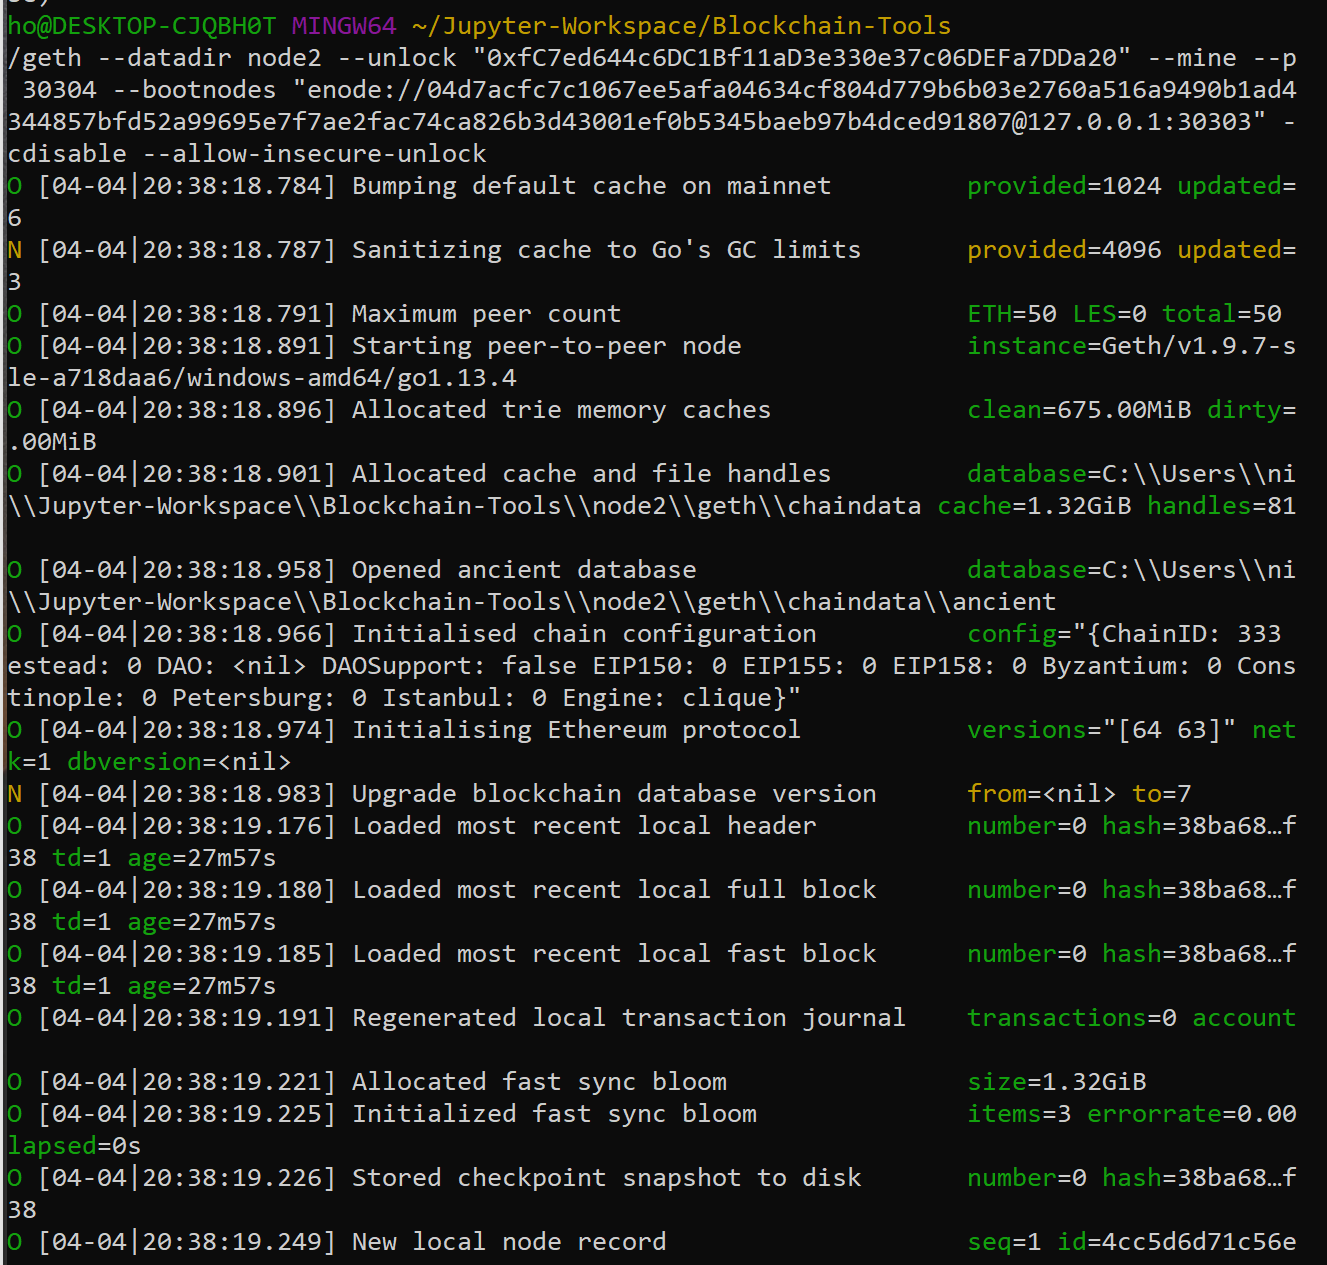 ho@DESKTOP-CJQBH0T MINGW64 ~/Jupyter-Workspace/Blockchain-Tools
/geth --datadir node2 --unlock "0xfC7ed644c6DC1Bf11aD3e330e37c06DEFa7DDa20" --mine --p
30304 --bootnodes "enode://04d7acfc7c1067ee5afa04634cf804d779b6b03e2760a516a9490b1ad4
344857bfd52a99695e7f7ae2fac74ca826b3d43001ef0b5345baeb97b4dced91807@127.0.0.1:30303" -
cdisable --allow-insecure-unlock
O [04-04|20:38:18.784] Bumping default cache on mainnet provided=1024 updated=
6
N [04-04|20:38:18.787] Sanitizing cache to Go's GC limits provided=4096 updated=
3
O [04-04|20:38:18.791] Maximum peer count ETH=50 LES=0 total=50
O [04-04|20:38:18.891] Starting peer-to-peer node instance=Geth/v1.9.7-s
le-a718daa6/windows-amd64/go1.13.4
O [04-04|20:38:18.896] Allocated trie memory caches clean=675.00MiB dirty=
.00MiB
O [04-04|20:38:18.901] Allocated cache and file handles database=C:\\Users\\ni
\\Jupyter-Workspace\\Blockchain-Tools\\node2\\geth\\chaindata cache=1.32GiB handles=81
O [04-04|20:38:18.958] Opened ancient database database=C:\\Users\\ni
\\Jupyter-Workspace\\Blockchain-Tools\\node2\\geth\\chaindata\\ancient
O [04-04|20:38:18.966] Initialised chain configuration config="{ChainID: 333
estead: 0 DAO: <nil> DAOSupport: false EIP150: 0 EIP155: 0 EIP158: 0 Byzantium: 0 Cons
tinople: 0 Petersburg: 0 Istanbul: 0 Engine: clique}"
O [04-04|20:38:18.974] Initialising Ethereum protocol versions="[64 63]" net
k=1 dbversion=<nil>
N [04-04|20:38:18.983] Upgrade blockchain database version from=<nil> to=7
O [04-04|20:38:19.176] Loaded most recent local header number=0 hash=38ba68…f
38 td=1 age=27m57s
O [04-04|20:38:19.180] Loaded most recent local full block number=0 hash=38ba68…f
38 td=1 age=27m57s
O [04-04|20:38:19.185] Loaded most recent local fast block number=0 hash=38ba68…f
38 td=1 age=27m57s
O [04-04|20:38:19.191] Regenerated local transaction journal transactions=0 account
O [04-04|20:38:19.221] Allocated fast sync bloom size=1.32GiB
O [04-04|20:38:19.225] Initialized fast sync bloom items=3 errorrate=0.00
lapsed=0s
O [04-04|20:38:19.226] Stored checkpoint snapshot to disk number=0 hash=38ba68…f
38
O [04-04|20:38:19.249] New local node record seq=1 id=4cc5d6d71c56e